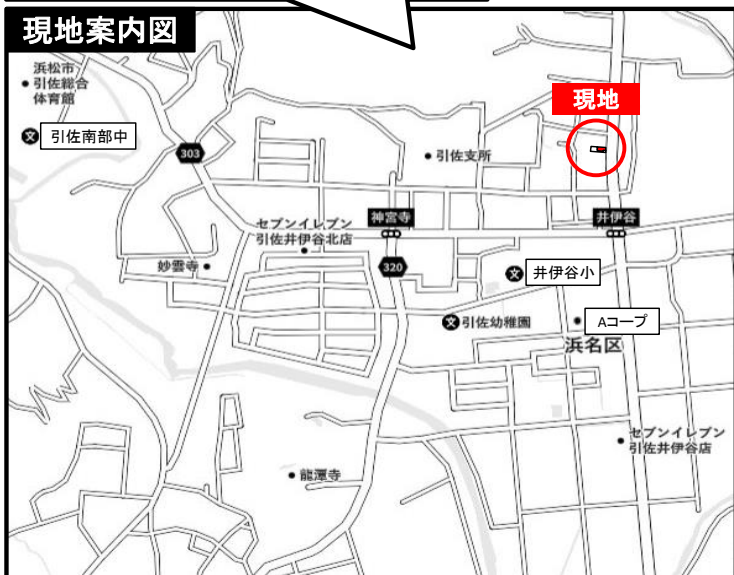 現地案内図
浜松市
引佐総合
体育館
文
引佐南部中
303
現地
引佐支所
セブンイレブン
引佐井伊谷北店
神宮寺
井伊谷
妙雲寺
320
文
井伊谷小
文
引佐幼稚園
Aコープ
浜名区
セブンイレブン
引佐井伊谷店
龍潭寺